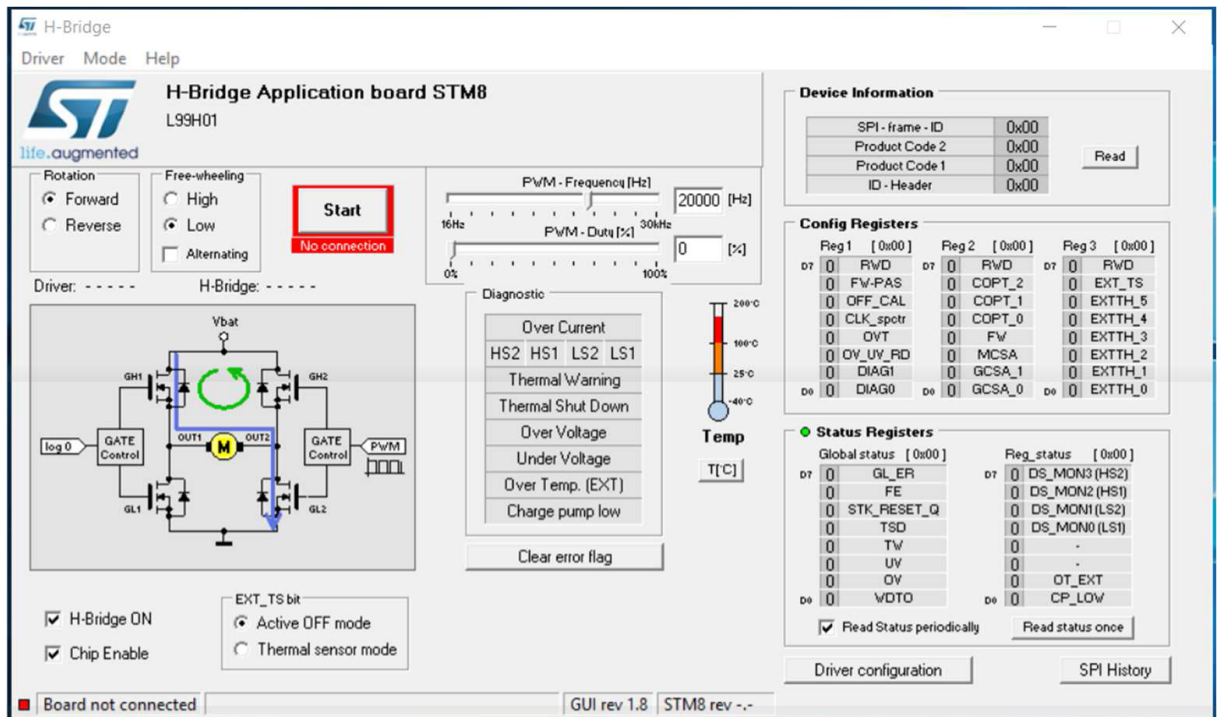 H-Bridge
Driver Mode Help
ST
life.augmented
H-Bridge Application board STM8
L99H01
Rotation
Forward
Reverse
Free-wheeling
High
Low
Alternating
Start
No connection
PWM - Frequency [Hz]
16Hz 30kHz
20000 [Hz]
PWM - Duty [%]
0% 100%
0 [%]
Driver: - - - - - H-Bridge: - - - - -
Vbat
GH1 GH2
log 0
GATE Control
OUT1 M OUT2
GATE Control
PWM
GL1 GL2
Diagnostic
Over Current
HS2 HS1 LS2 LS1
Thermal Warning
Thermal Shut Down
Over Voltage
Under Voltage
Over Temp. (EXT)
Charge pump low
Clear error flag
200°C
100°C
25°C
-40°C
Temp
T[°C]
H-Bridge ON
Chip Enable
EXT_TS bit
Active OFF mode
Thermal sensor mode
Device Information
SPI - frame - ID 0x00
Product Code 2 0x00
Product Code 1 0x00
ID - Header 0x00
Read
Config Registers
Reg 1 [0x00] Reg 2 [0x00] Reg 3 [0x00]
D7 0 RWD D7 0 RWD D7 0 RWD
0 FW-PAS 0 COPT_2 0 EXT_TS
0 OFF_CAL 0 COPT_1 0 EXTTH_5
0 CLK_spctr 0 COPT_0 0 EXTTH_4
0 OVT 0 FW 0 EXTTH_3
0 OV_UV_RD 0 MCSA 0 EXTTH_2
0 DIAG1 0 GCSA_1 0 EXTTH_1
D0 0 DIAG0 D0 0 GCSA_0 D0 0 EXTTH_0
Status Registers
Global status [0x00] Reg_status [0x00]
D7 0 GL_ER D7 0 DS_MON3 (HS2)
0 FE 0 DS_MON2 (HS1)
0 STK_RESET_Q 0 DS_MON1 (LS2)
0 TSD 0 DS_MON0 (LS1)
0 TW 0 -
0 UV 0 -
0 OV 0 OT_EXT
D0 0 WDTO D0 0 CP_LOW
Read Status periodically Read status once
Driver configuration SPI History
Board not connected GUI rev 1.8 STM8 rev -.-